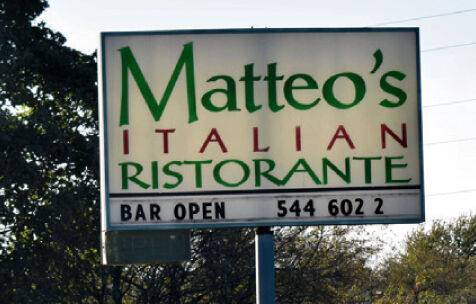 Matteo's
ITALIAN
RISTORANTE
BAR OPEN 544 602 2